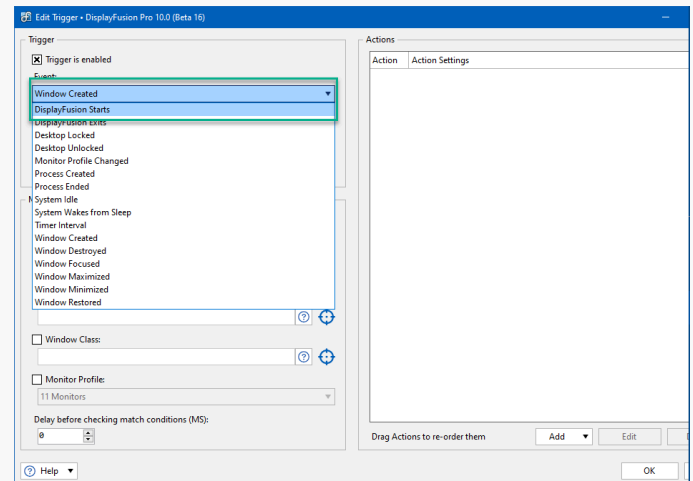 Edit Trigger • DisplayFusion Pro 10.0 (Beta 16)
Trigger
Trigger is enabled
Event:
Window Created
DisplayFusion Starts
DisplayFusion Exits
Desktop Locked
Desktop Unlocked
Monitor Profile Changed
Process Created
Process Ended
System Idle
System Wakes from Sleep
Timer Interval
Window Created
Window Destroyed
Window Focused
Window Maximized
Window Minimized
Window Restored
Window Class:
Monitor Profile:
11 Monitors
Delay before checking match conditions (MS):
0
Help
Actions
Action Action Settings
Drag Actions to re-order them Add Edit
OK